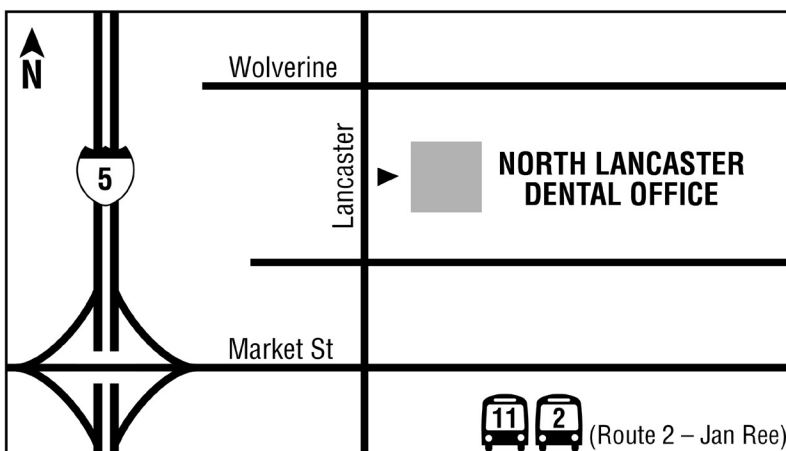 N
Wolverine
5
Lancaster
NORTH LANCASTER
DENTAL OFFICE
Market St
11 2 (Route 2 – Jan Ree)